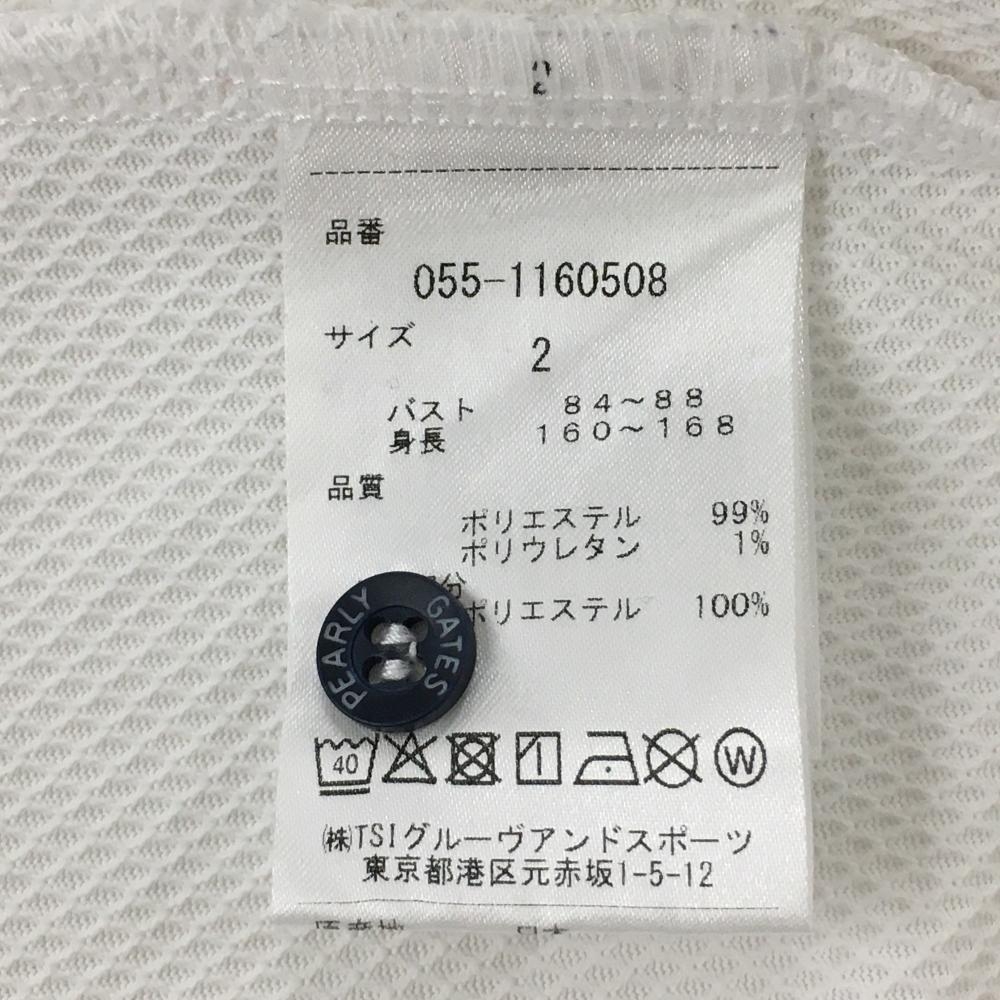 2
品番
055-1160508
サイズ
2
バスト 84～88
身長 160～168
品質
ポリエステル 99%
ポリウレタン 1%
分
ポリエステル 100%
PEARLY GATES
40
W
㈱TSIグルーヴアンドスポーツ
東京都港区元赤坂1-5-12